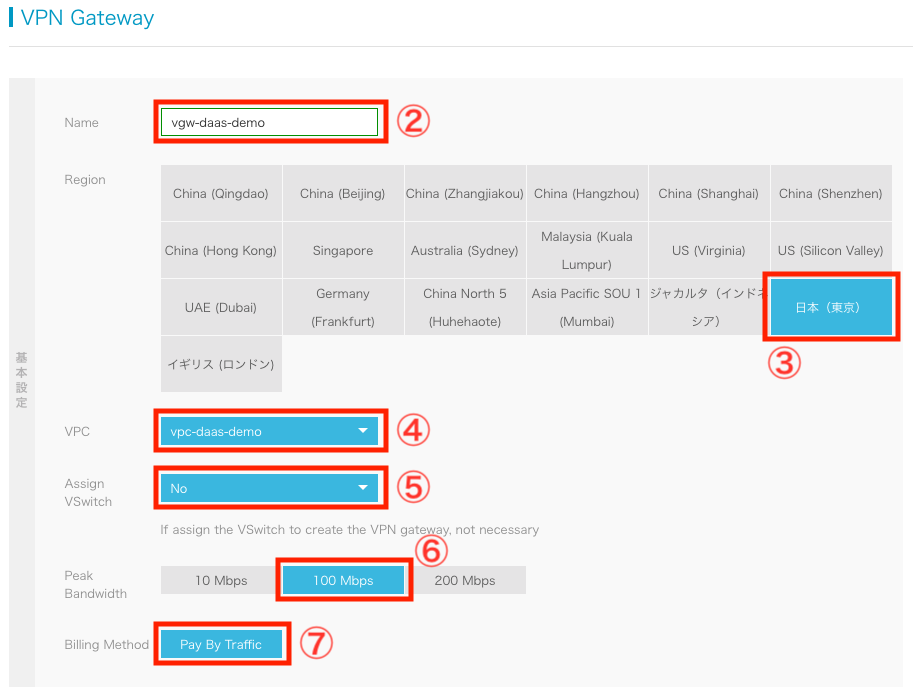 VPN Gateway
Name
vgw-daas-demo
②
Region
China (Qingdao)
China (Beijing)
China (Zhangjiakou)
China (Hangzhou)
China (Shanghai)
China (Shenzhen)
China (Hong Kong)
Singapore
Australia (Sydney)
Malaysia (Kuala
Lumpur)
US (Virginia)
US (Silicon Valley)
UAE (Dubai)
Germany
(Frankfurt)
China North 5
(Huhehaote)
Asia Pacific SOU 1
(Mumbai)
ジャカルタ（インドネ
シア）
日本（東京）
③
イギリス (ロンドン)
基本設定
VPC
vpc-daas-demo
④
Assign
VSwitch
No
⑤
If assign the VSwitch to create the VPN gateway, not necessary
⑥
Peak
Bandwidth
10 Mbps
100 Mbps
200 Mbps
Billing Method
Pay By Traffic
⑦